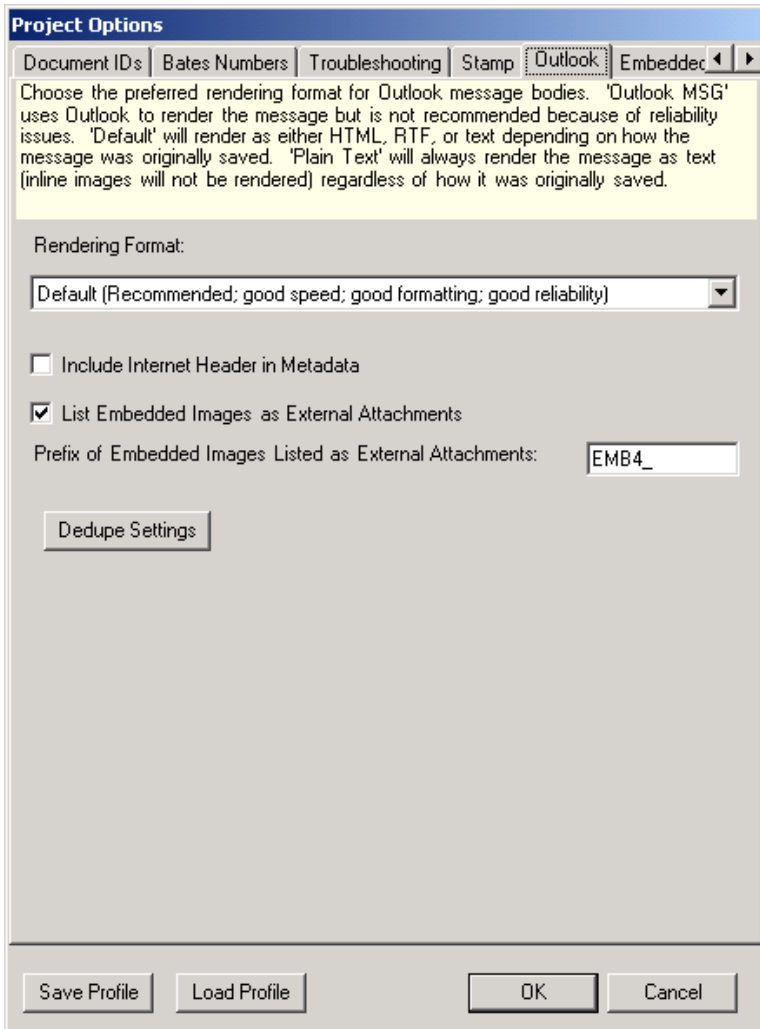 Project Options
Document IDs Bates Numbers Troubleshooting Stamp Outlook Embedded
Choose the preferred rendering format for Outlook message bodies. 'Outlook MSG'
uses Outlook to render the message but is not recommended because of reliability
issues. 'Default' will render as either HTML, RTF, or text depending on how the
message was originally saved. 'Plain Text' will always render the message as text
(inline images will not be rendered) regardless of how it was originally saved.
Rendering Format:
Default (Recommended; good speed; good formatting; good reliability)
Include Internet Header in Metadata
List Embedded Images as External Attachments
Prefix of Embedded Images Listed as External Attachments: EMB4_
Dedupe Settings
Save Profile Load Profile OK Cancel